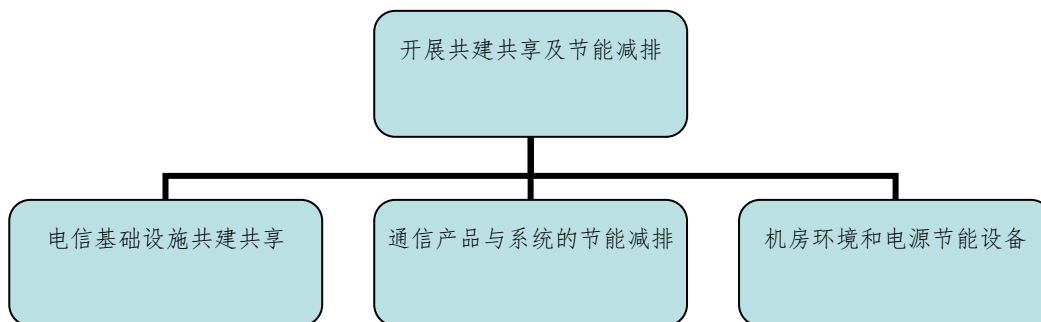 开展共建共享及节能减排
电信基础设施共建共享
通信产品与系统的节能减排
机房环境和电源节能设备